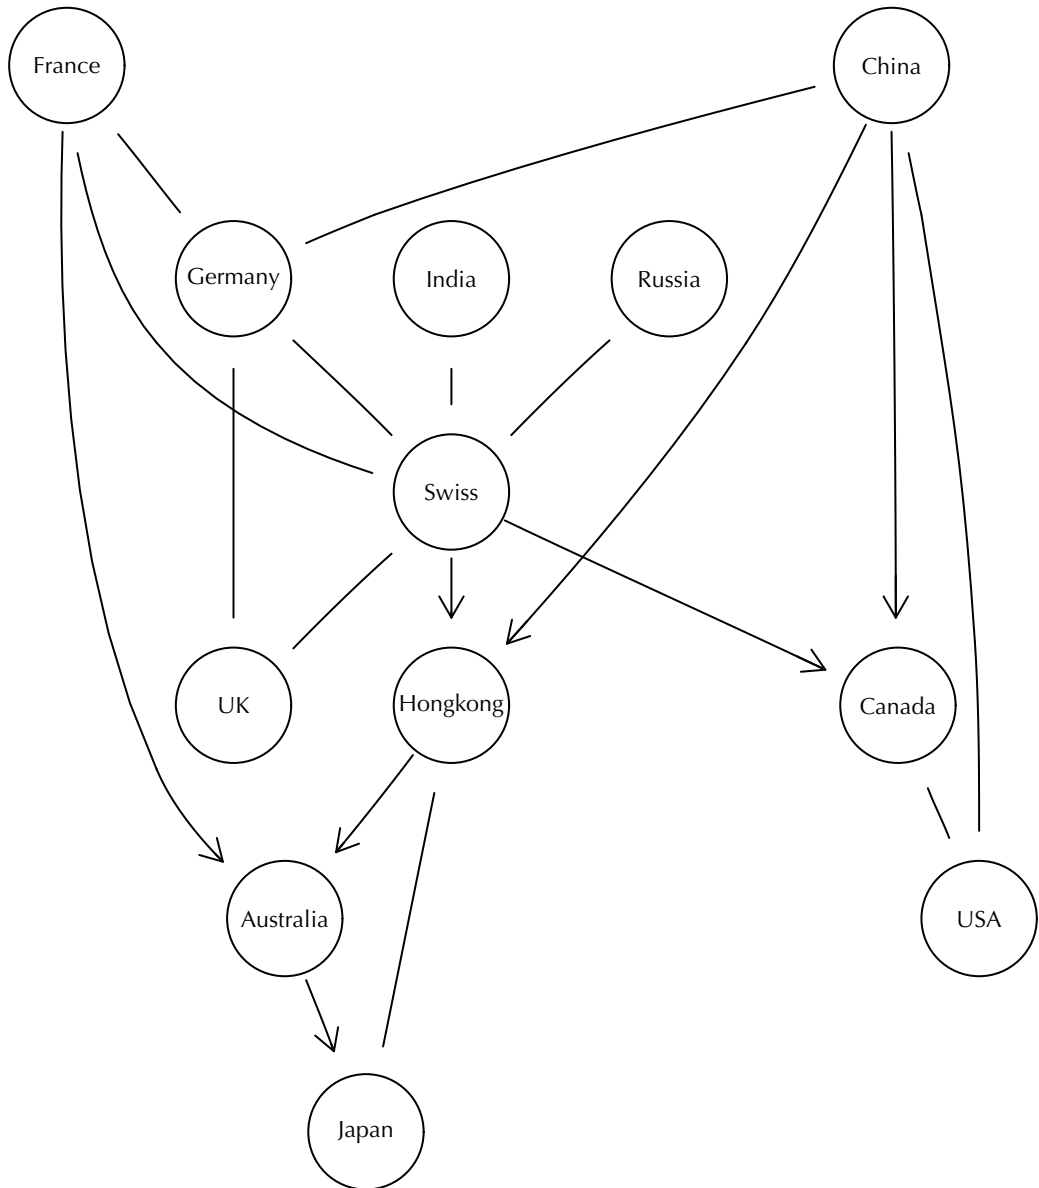 France
China
Germany
India
Russia
Swiss
UK
Hongkong
Canada
Australia
USA
Japan